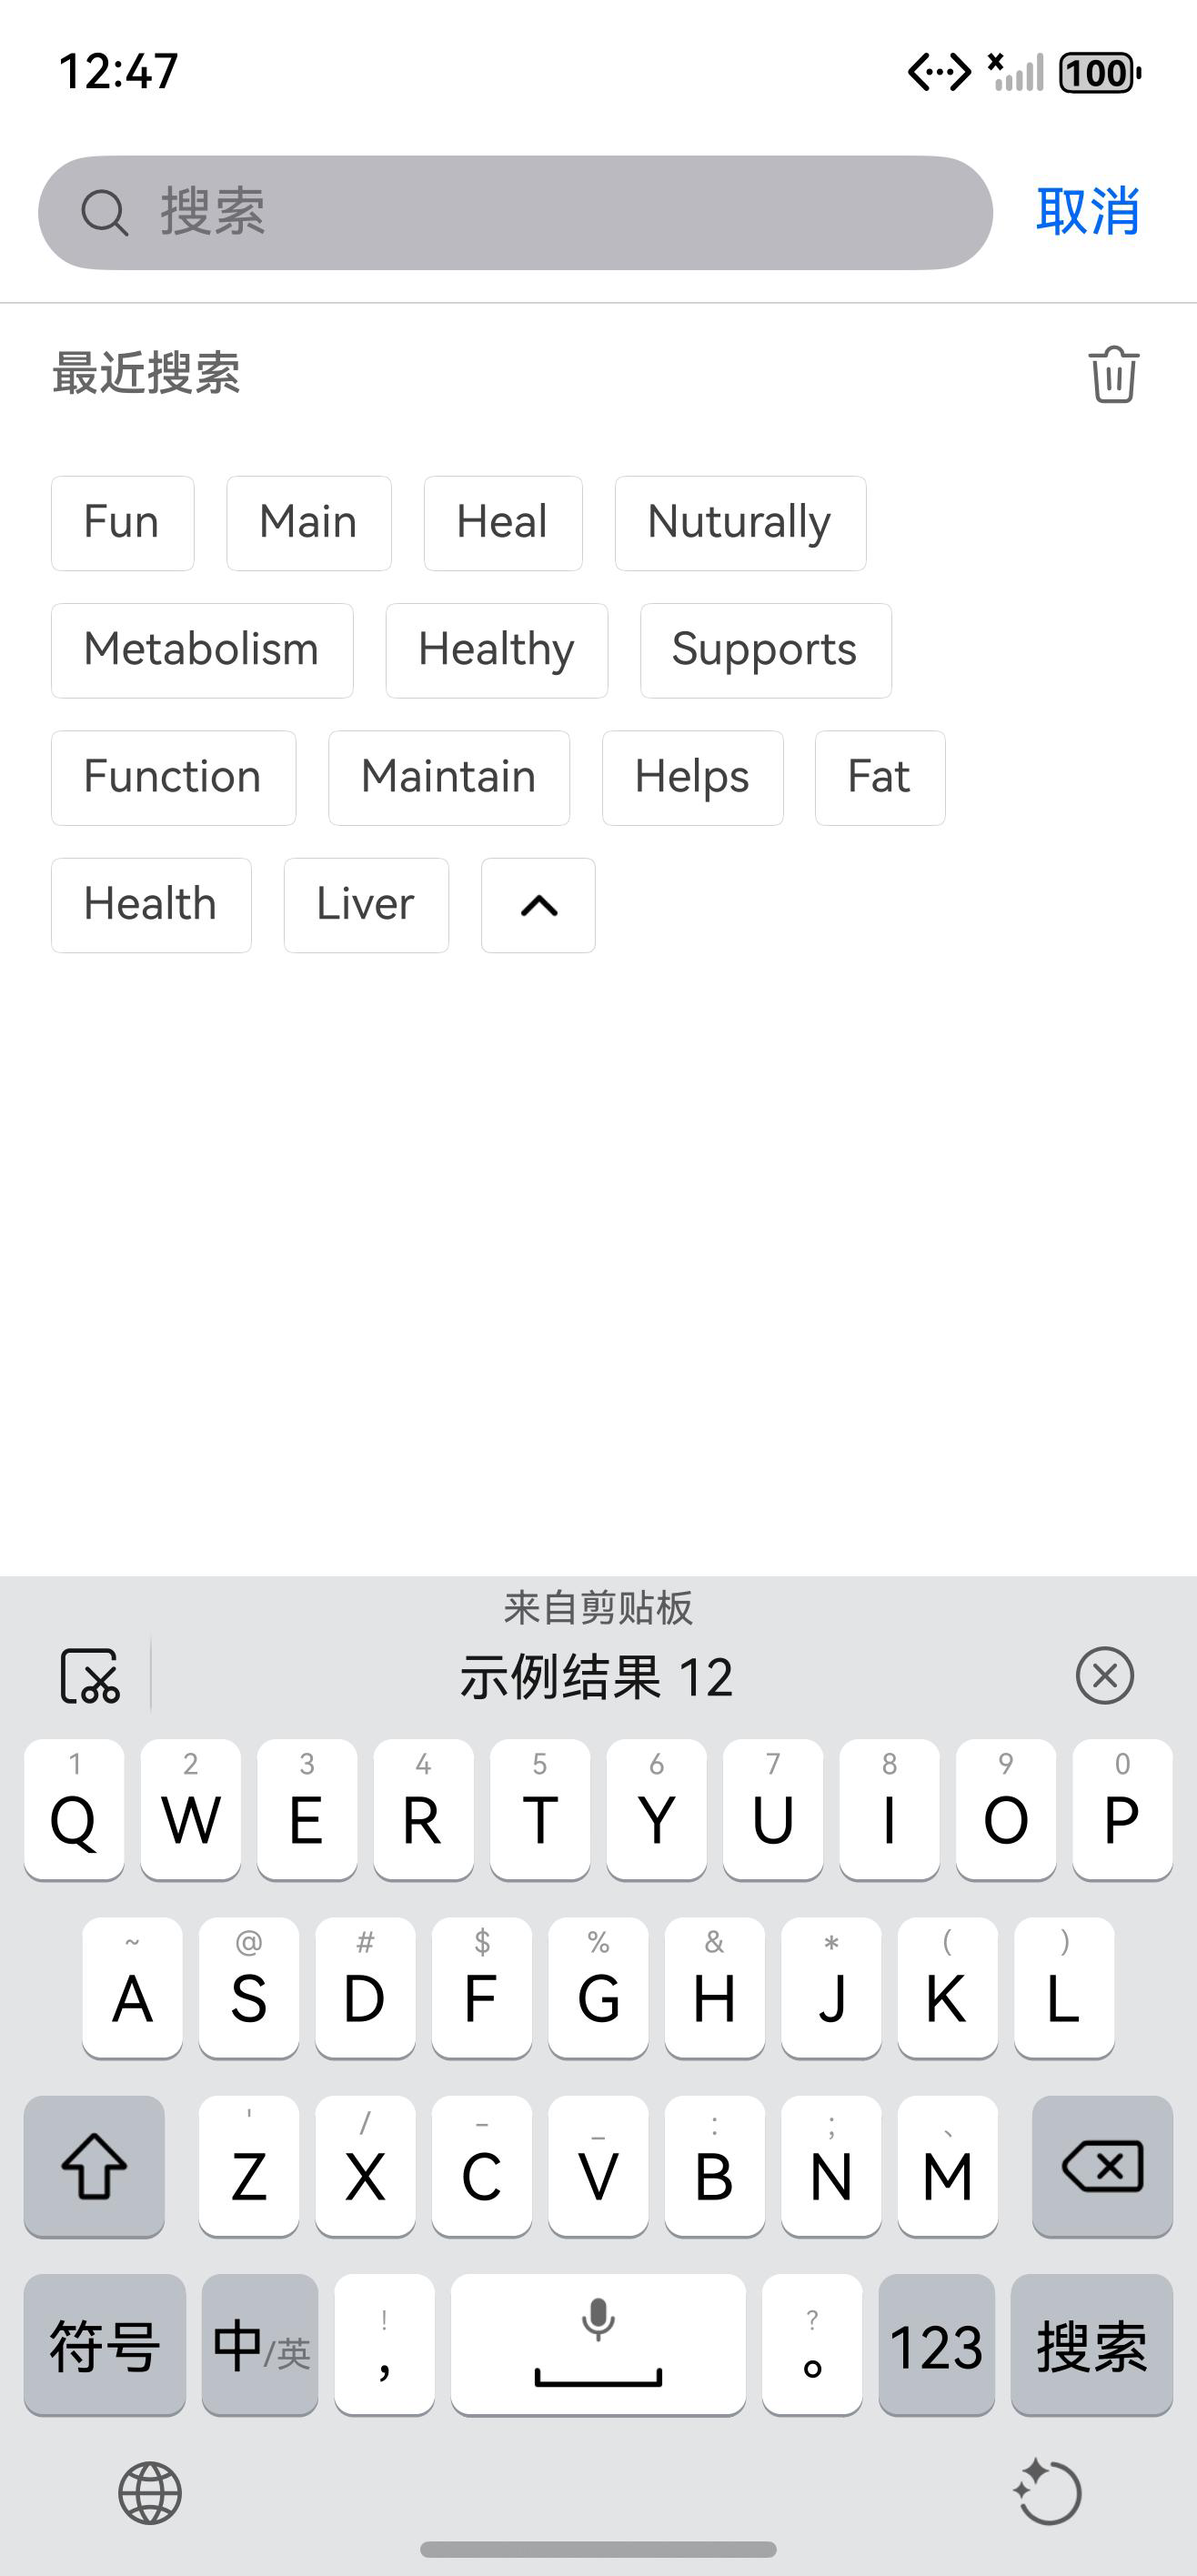 12:47
100
搜索 取消
最近搜索
Fun Main Heal Nuturally
Metabolism Healthy Supports
Function Maintain Helps Fat
Health Liver
来自剪贴板
示例结果 12
1 2 3 4 5 6 7 8 9 0
Q W E R T Y U I O P
~ @ # $ % & * ( )
A S D F G H J K L
' / - _ : ; 、
Z X C V B N M
! ?
符号 中/英 , 。 123 搜索